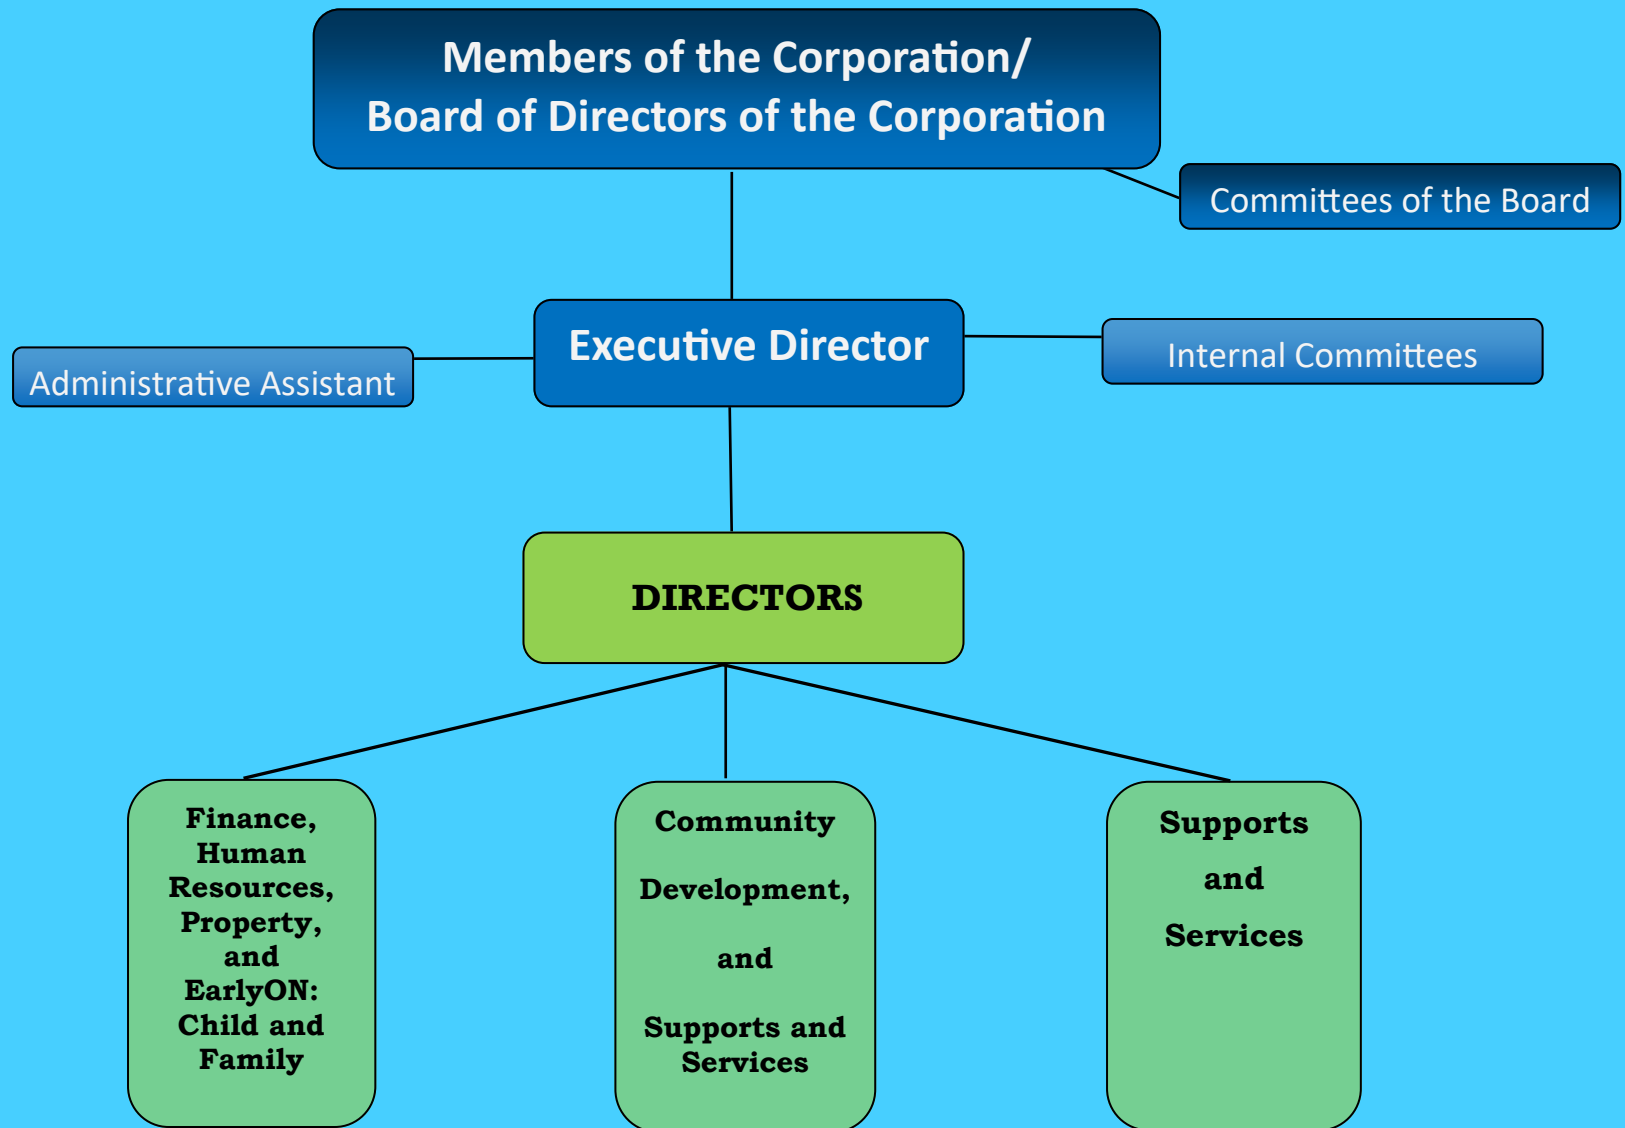 Members of the Corporation/
Board of Directors of the Corporation
Committees of the Board
Executive Director
Internal Committees
Administrative Assistant
DIRECTORS
Finance,
Human
Resources,
Property,
and
EarlyON:
Child and
Family
Community
Development,
and
Supports and
Services
Supports
and
Services